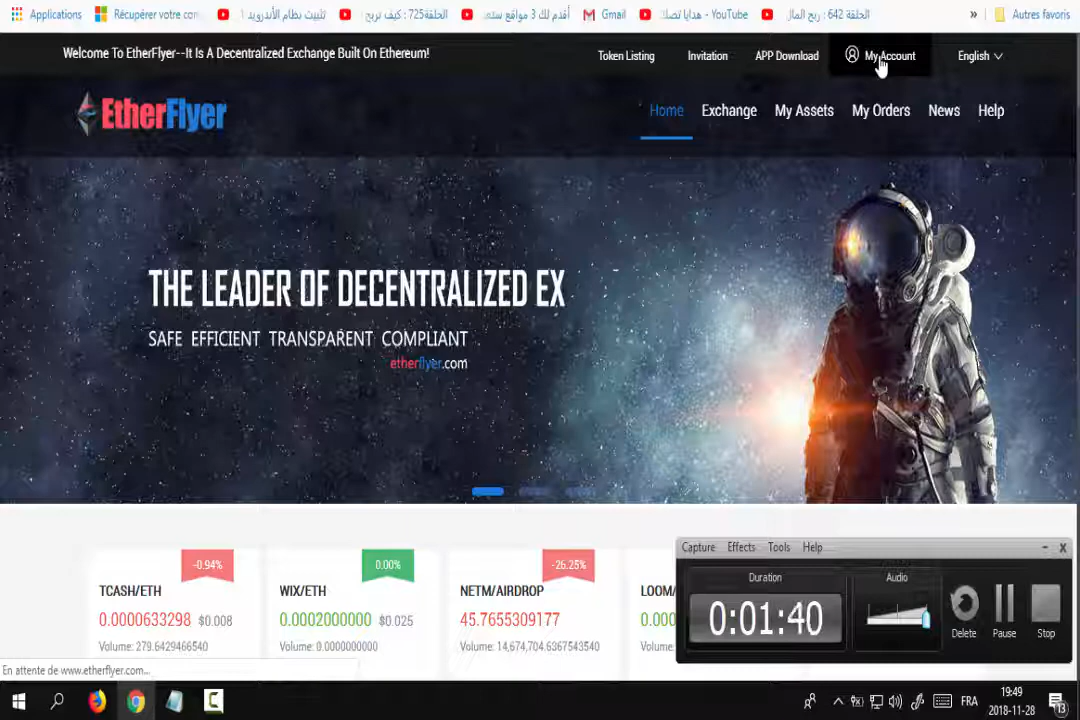 Applications
Récupérer votre con
تثبيت نظام الأندرويد ١
الحلقة725 : كيف تربح
أقدم لك 3 مواقع ستع
Gmail
هدايا تصلك - YouTube
الحلقة 642 : ربح المال
»
Autres favoris
Welcome To EtherFlyer--It Is A Decentralized Exchange Built On Ethereum!
Token Listing
Invitation
APP Download
My Account
English
EtherFlyer
Home
Exchange
My Assets
My Orders
News
Help
THE LEADER OF DECENTRALIZED EX
SAFE EFFICIENT TRANSPARENT COMPLIANT
etherflyer.com
-0.94%
TCASH/ETH
0.0000633298 $0.008
Volume: 279.6429466540
0.00%
WIX/ETH
0.0002000000 $0.025
Volume: 0.0000000000
-26.25%
NETM/AIRDROP
45.7655309177
Volume: 14,674,704.6367543540
LOOM/
0.000
Volume:
Capture
Effects
Tools
Help
Duration
0:01:40
Audio
Delete
Pause
Stop
En attente de www.etherflyer.com...
FRA
19:49
2018-11-28
13